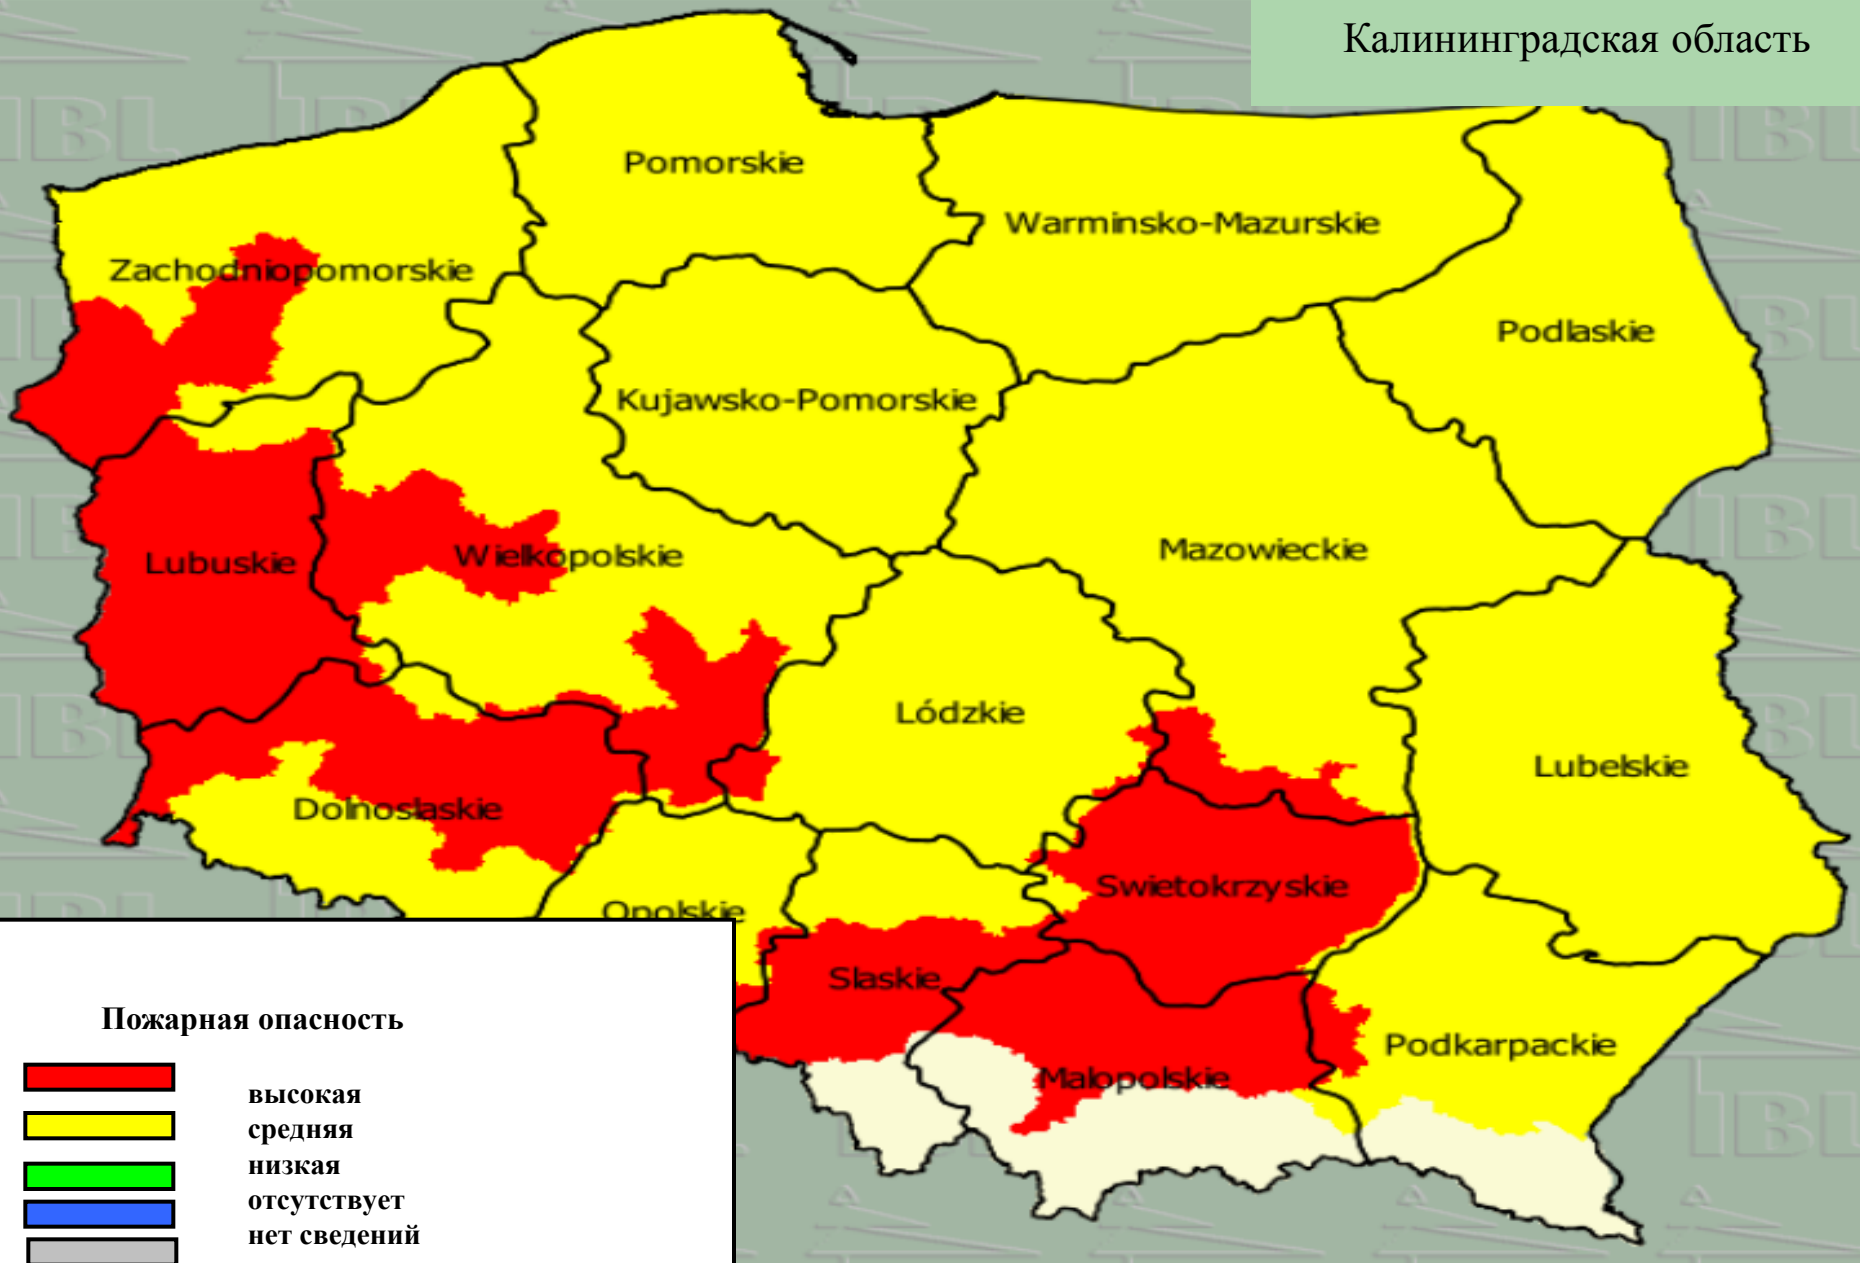 Калининградская область
Pomorskie
Warminsko-Mazurskie
Zachodniopomorskie
Podlaskie
Kujawsko-Pomorskie
Lubuskie
Wielkopolskie
Mazowieckie
Lódzkie
Lubelskie
Dolnoslaskie
Swietokrzyskie
Opolskie
Slaskie
Podkarpackie
Malopolskie
Пожарная опасность
высокая
средняя
низкая
отсутствует
нет сведений
IBL